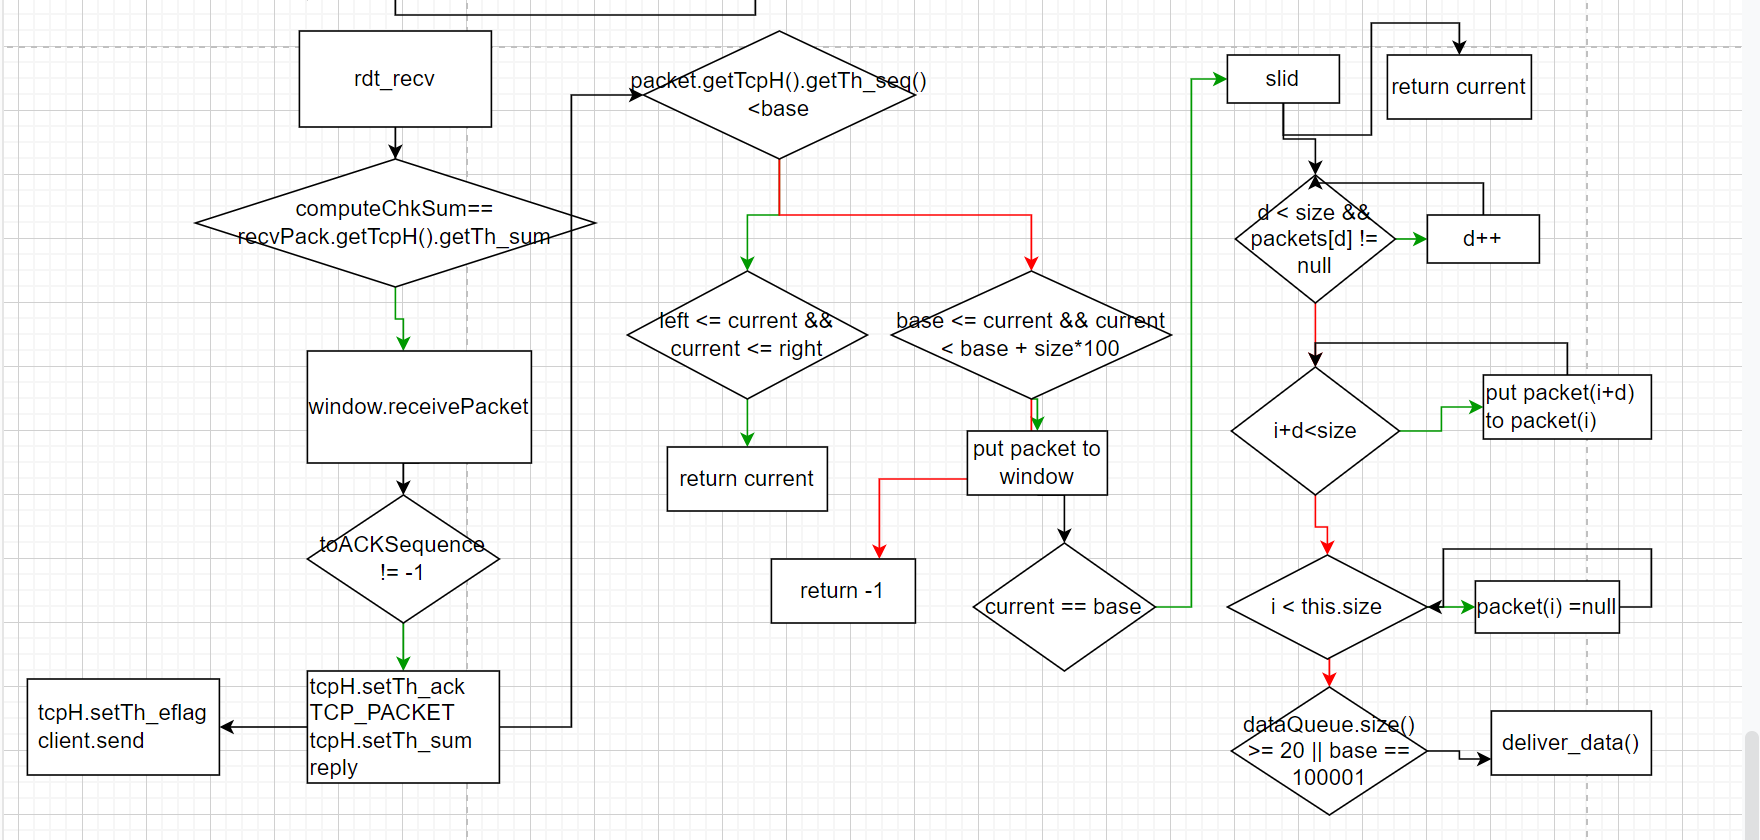 rdt_recv
computeChkSum==
recvPack.getTcpH().getTh_sum
window.receivePacket
toACKSequence
!= -1
tcpH.setTh_ack
TCP_PACKET
tcpH.setTh_sum
reply
tcpH.setTh_eflag
client.send
packet.getTcpH().getTh_seq()
<base
left <= current &&
current <= right
return current
base <= current && current
< base + size*100
put packet to
window
return -1
current == base
slid
return current
d < size &&
packets[d] !=
null
d++
i+d<size
put packet(i+d)
to packet(i)
i < this.size
packet(i) =null
dataQueue.size()
>= 20 || base ==
100001
deliver_data()